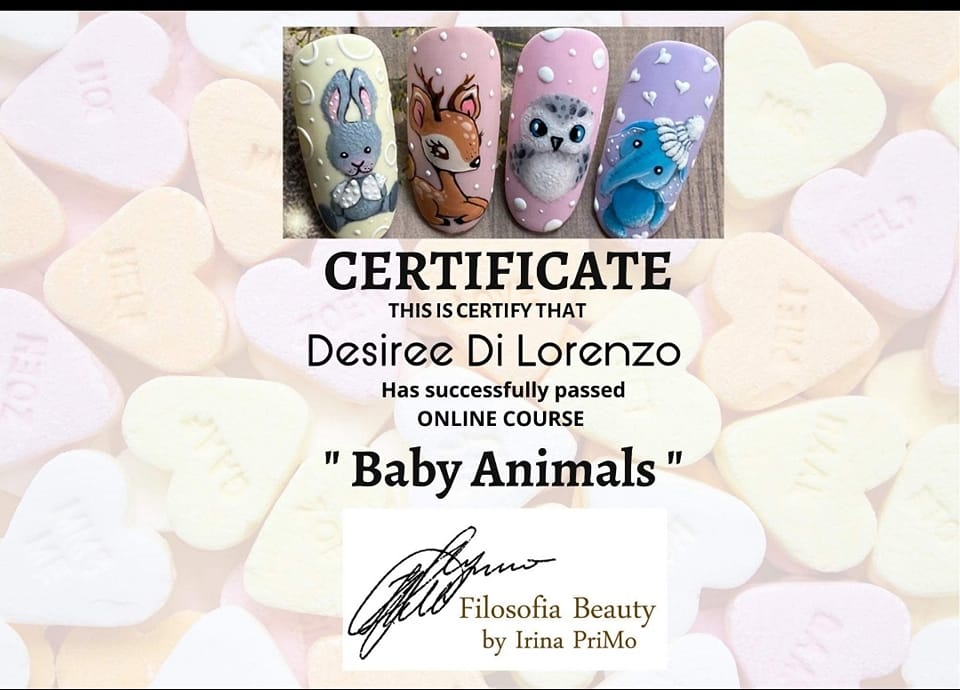 CERTIFICATE
THIS IS CERTIFY THAT
Desiree Di Lorenzo
Has successfully passed
ONLINE COURSE
" Baby Animals "
Filosofia Beauty
by Irina PriMo